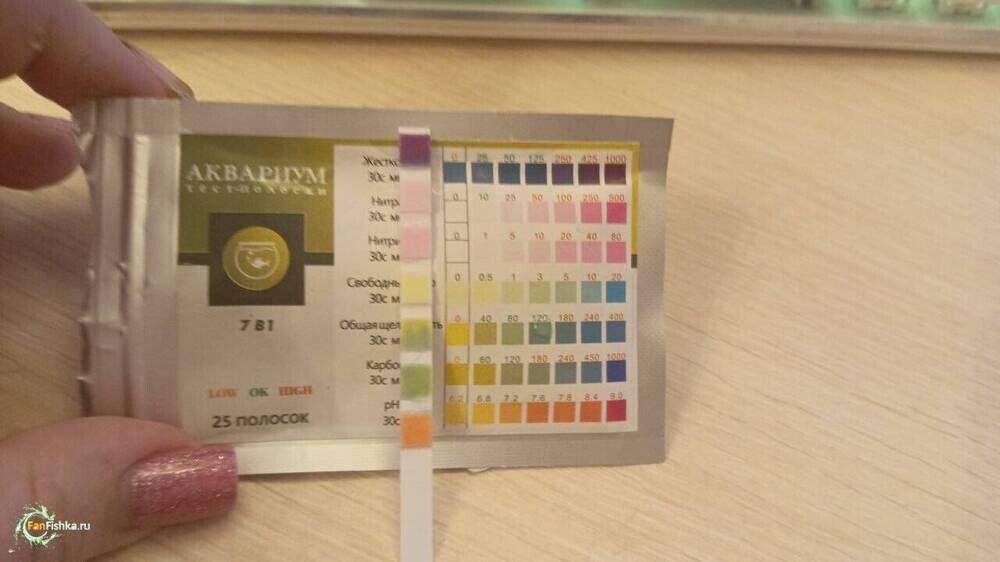 АКВАРИУМ
ТЕСТ-ПОЛОСКИ
7 В1
LOW OK HIGH
25 ПОЛОСОК
Жестко
30с м
0 25 50 125 250 425 1000
Нитра
30с м
0 10 25 50 100 250 500
Нитри
30с м
0 1 5 10 20 40 80
Свободны о
30с м
0 0.5 1 3 5 10 20
Общая щел ть
30с м
0 40 80 120 180 240 400
Карбо
30с м
0 60 120 180 240 450 1000
pH
30с
6.2 6.8 7.2 7.6 7.8 8.4 9.0
FanFishka.ru